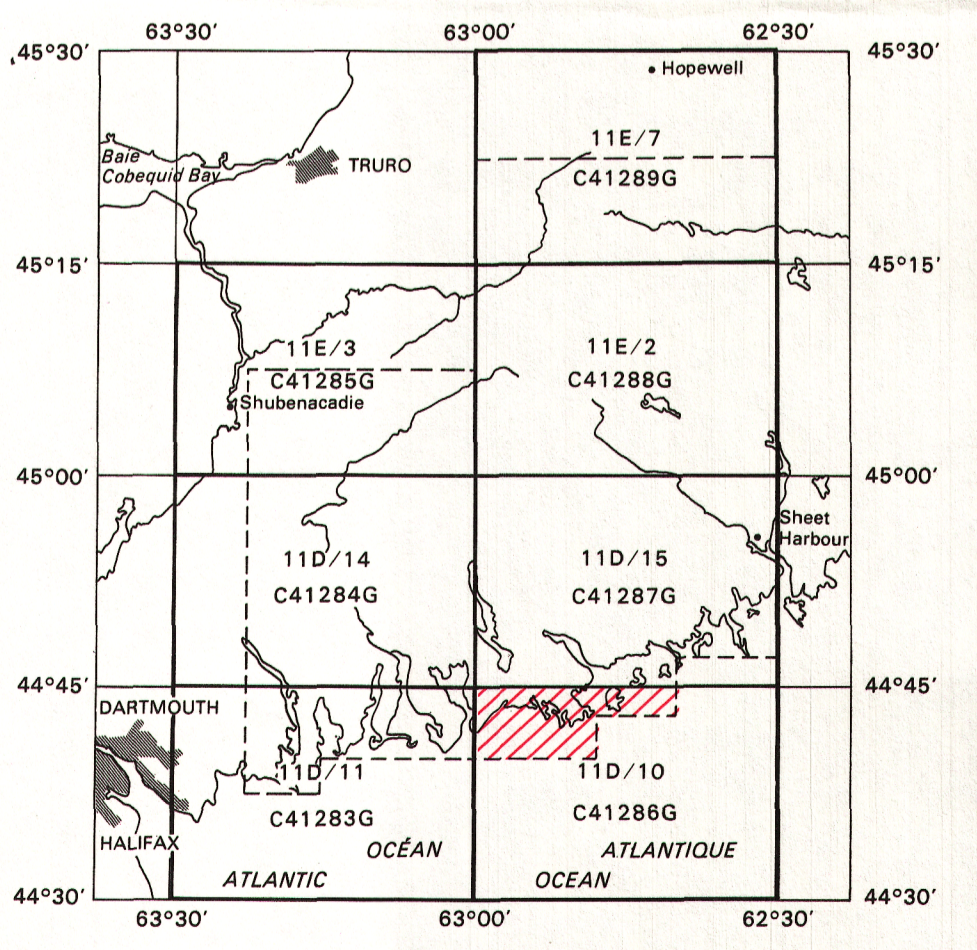 63°30′ 63°00′ 62°30′
45°30′ 45°30′
Hopewell
11E/7
Baie
Cobequid Bay
TRURO
C41289G
45°15′ 45°15′
11E/3 11E/2
C41285G C41288G
Shubenacadie
45°00′ 45°00′
Sheet
Harbour
11D/14 11D/15
C41284G C41287G
44°45′ 44°45′
DARTMOUTH
11D/11 11D/10
C41283G C41286G
HALIFAX
OCÉAN ATLANTIQUE
ATLANTIC OCEAN
44°30′ 44°30′
63°30′ 63°00′ 62°30′